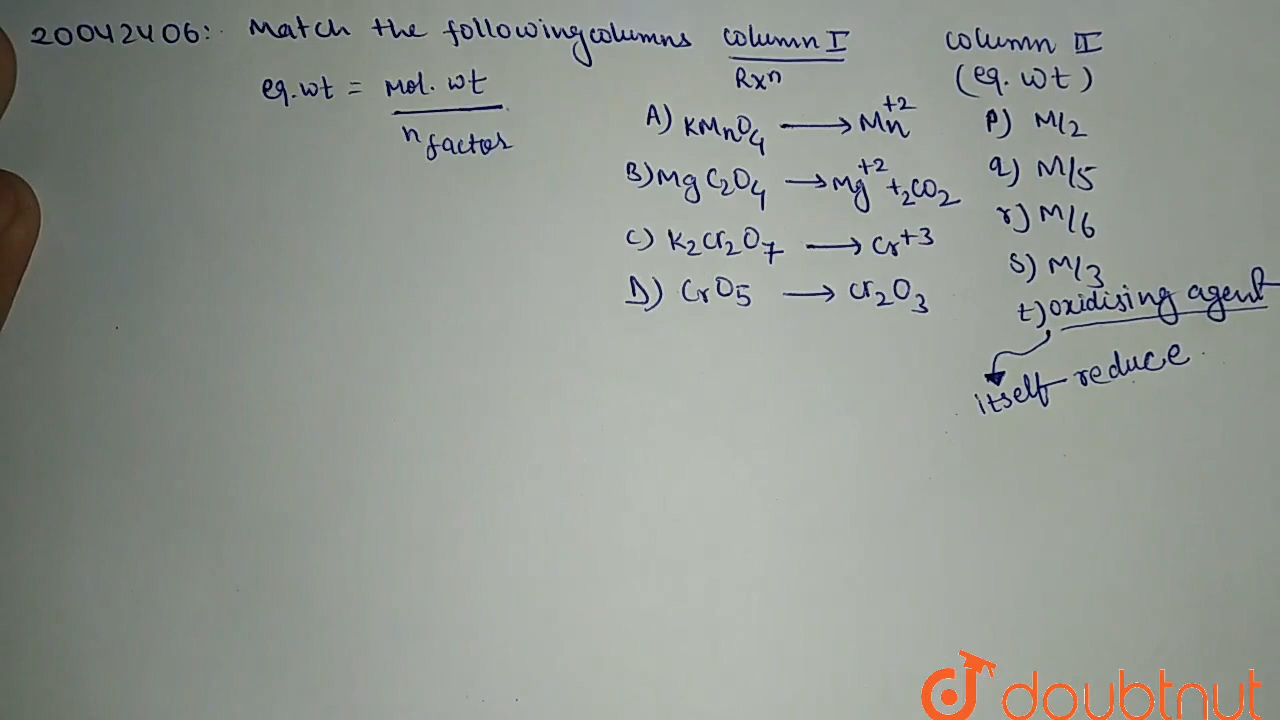 20042406: Match the following columns column I column II
eq.wt = Mol. wt / n factor
Rxn (eq. wt)
A) KMnO4 → Mn+2 P) M/2
B) MgC2O4 → Mg+2 + 2CO2 q) M/5
C) K2Cr2O7 → Cr+3 r) M/6
D) CrO5 → Cr2O3 s) M/3
t) oxidising agent
itself reduce
doubtnut